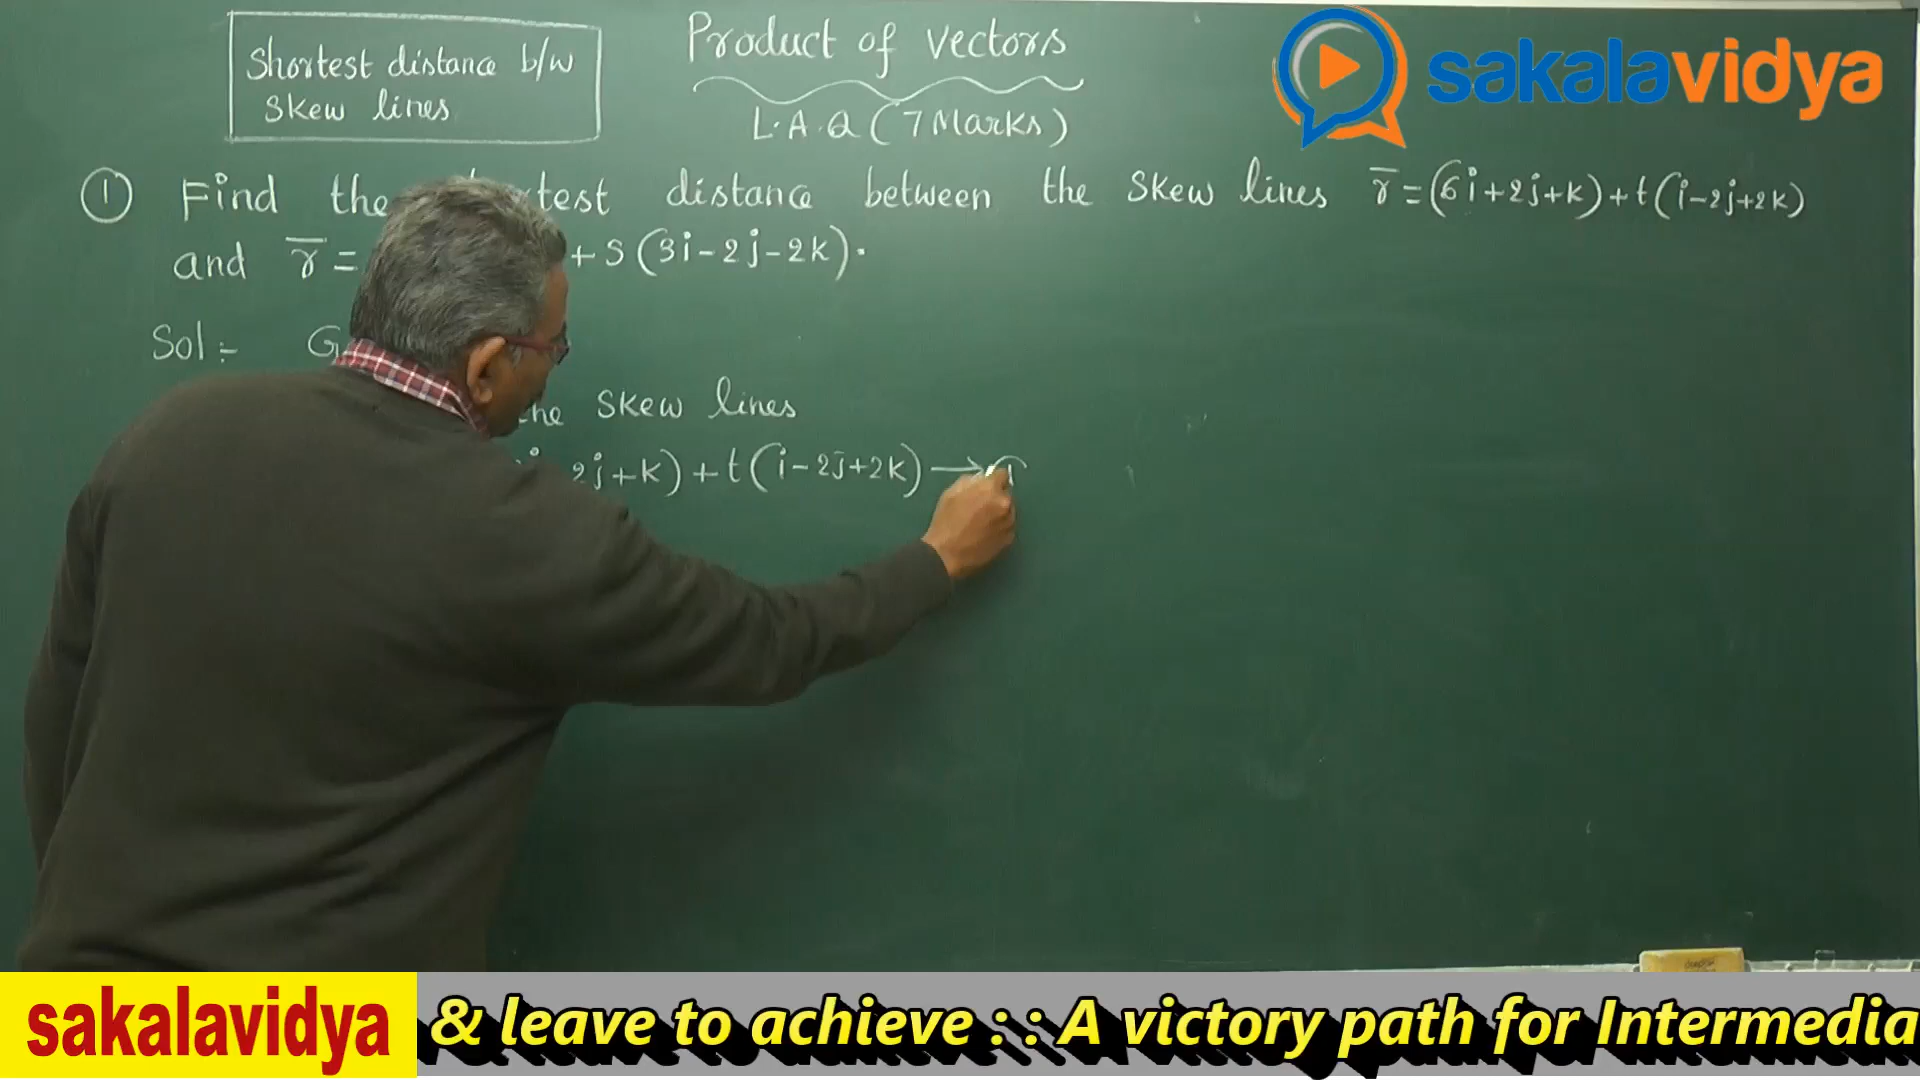 Shortest distance b/w
Skew lines
Product of vectors
L.A.Q (7 Marks)
sakalavidya
① Find the test distance between the skew lines r̅ = (6i+2j+k)+t(i-2j+2k)
and r̅ = +s(3i-2j-2k).
Sol:- G
the skew lines
2j+k)+t(i-2j+2k) →
sakalavidya
& leave to achieve : : A victory path for Intermedia